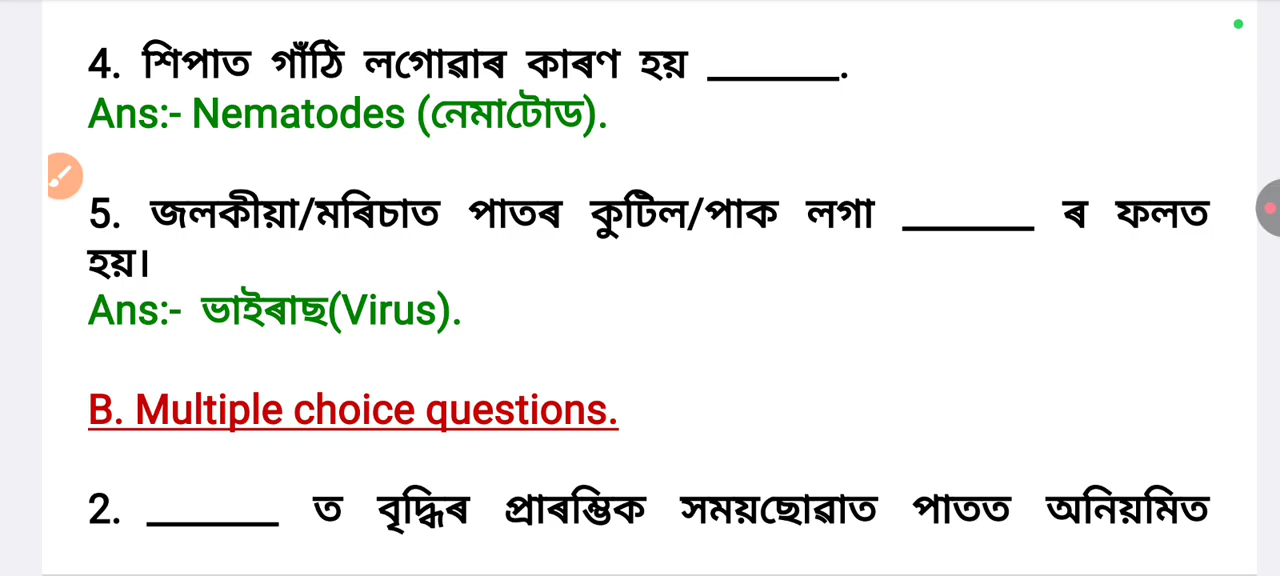 4. শিপাত গাঁঠি লগোৱাৰ কাৰণ হয় ______.
Ans:- Nematodes (নেমাটোড).
5. জলকীয়া/মৰিচাত পাতৰ কুটিল/পাক লগা ______ ৰ ফলত
হয়।
Ans:- ভাইৰাছ(Virus).
B. Multiple choice questions.
2. ______ ত বৃদ্ধিৰ প্ৰাৰম্ভিক সময়ছোৱাত পাতত অনিয়মিত